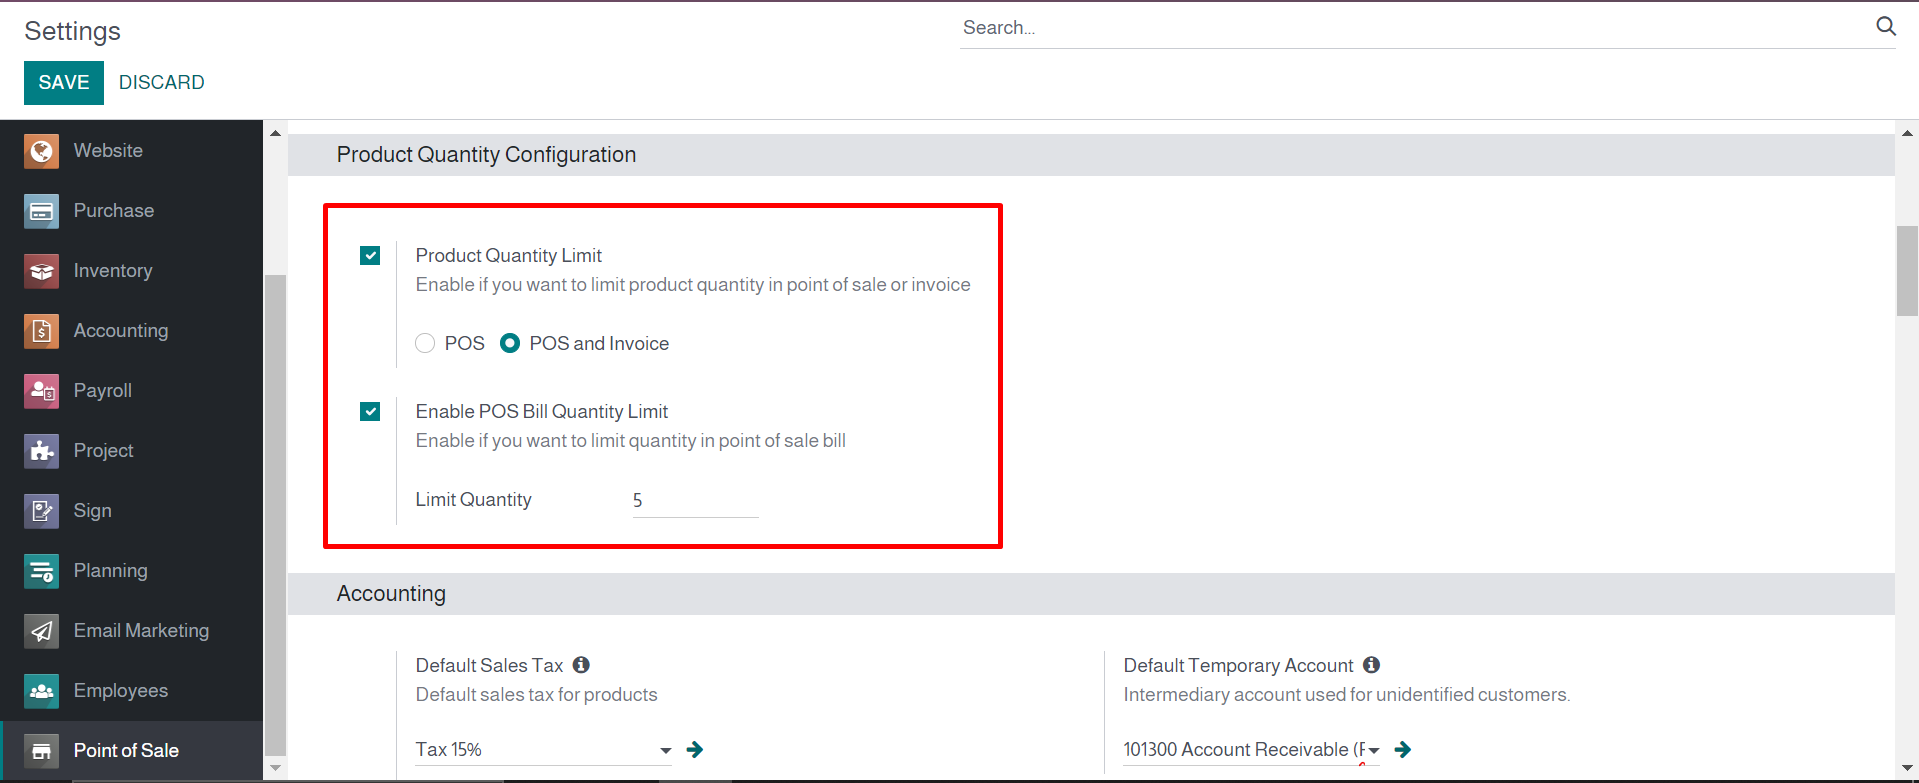 Settings
Search...
SAVE DISCARD
Website
Purchase
Inventory
Accounting
Payroll
Project
Sign
Planning
Email Marketing
Employees
Point of Sale
Product Quantity Configuration
Product Quantity Limit
Enable if you want to limit product quantity in point of sale or invoice
POS POS and Invoice
Enable POS Bill Quantity Limit
Enable if you want to limit quantity in point of sale bill
Limit Quantity 5
Accounting
Default Sales Tax
Default sales tax for products
Tax 15%
Default Temporary Account
Intermediary account used for unidentified customers.
101300 Account Receivable (